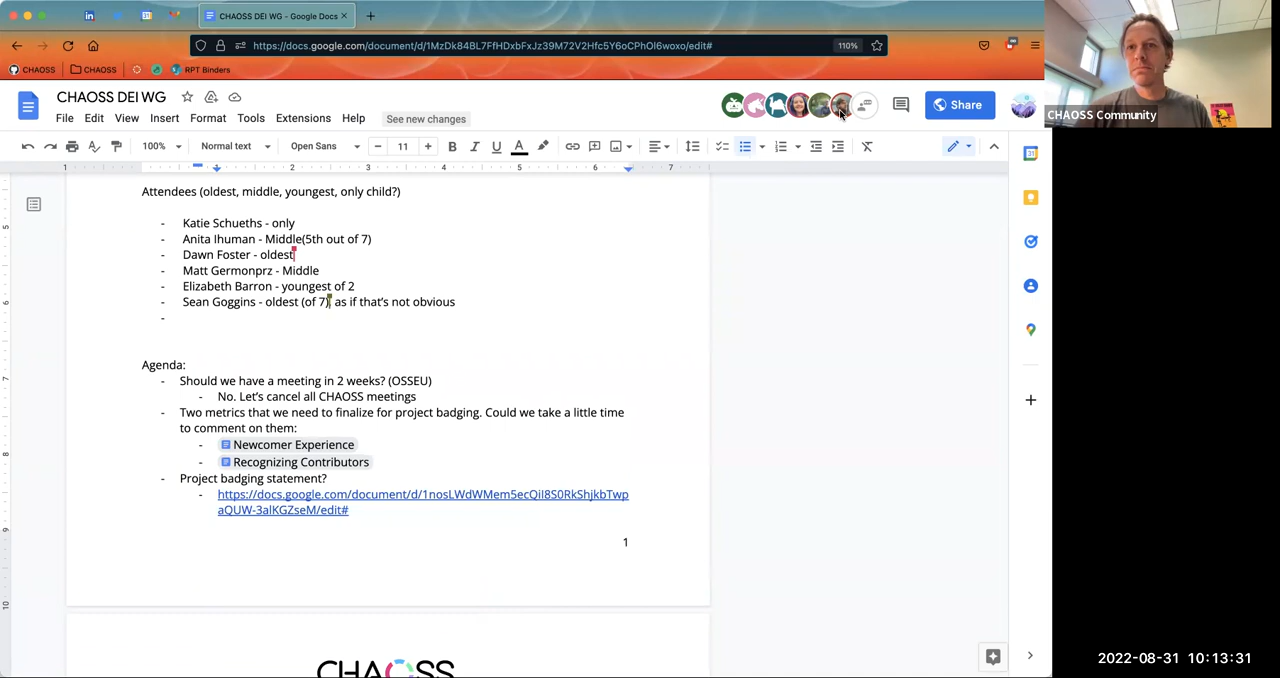 CHAOSS DEI WG - Google Docs
https://docs.google.com/document/d/1MzDk84BL7FfHDxbFxJz39M72V2Hfc5Y6oCPhOl6woxo/edit#
110%
CHAOSS
CHAOSS
RPT Binders
CHAOSS Community
CHAOSS DEI WG
File Edit View Insert Format Tools Extensions Help
See new changes
Share
100%
Normal text
Open Sans
11
Attendees (oldest, middle, youngest, only child?)
- Katie Schueths - only
- Anita Ihuman - Middle(5th out of 7)
- Dawn Foster - oldest
- Matt Germonprz - Middle
- Elizabeth Barron - youngest of 2
- Sean Goggins - oldest (of 7) as if that's not obvious
-
Agenda:
- Should we have a meeting in 2 weeks? (OSSEU)
- No. Let's cancel all CHAOSS meetings
- Two metrics that we need to finalize for project badging. Could we take a little time
to comment on them:
- Newcomer Experience
- Recognizing Contributors
- Project badging statement?
- https://docs.google.com/document/d/1nosLWdWMem5ecQiI8S0RkShjkbTwp
aQUW-3alKGZseM/edit#
1
CHAOSS
2022-08-31 10:13:31